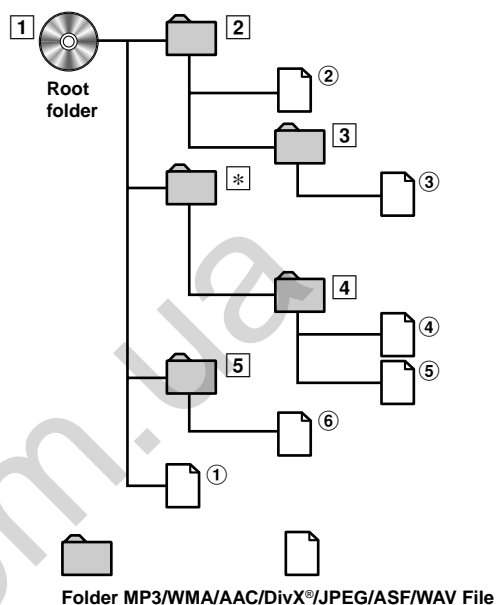 1 2
②
Root
folder
3
③
*
4
④
5 ⑤
⑥
①
Folder MP3/WMA/AAC/DivX®/JPEG/ASF/WAV File
m.ua